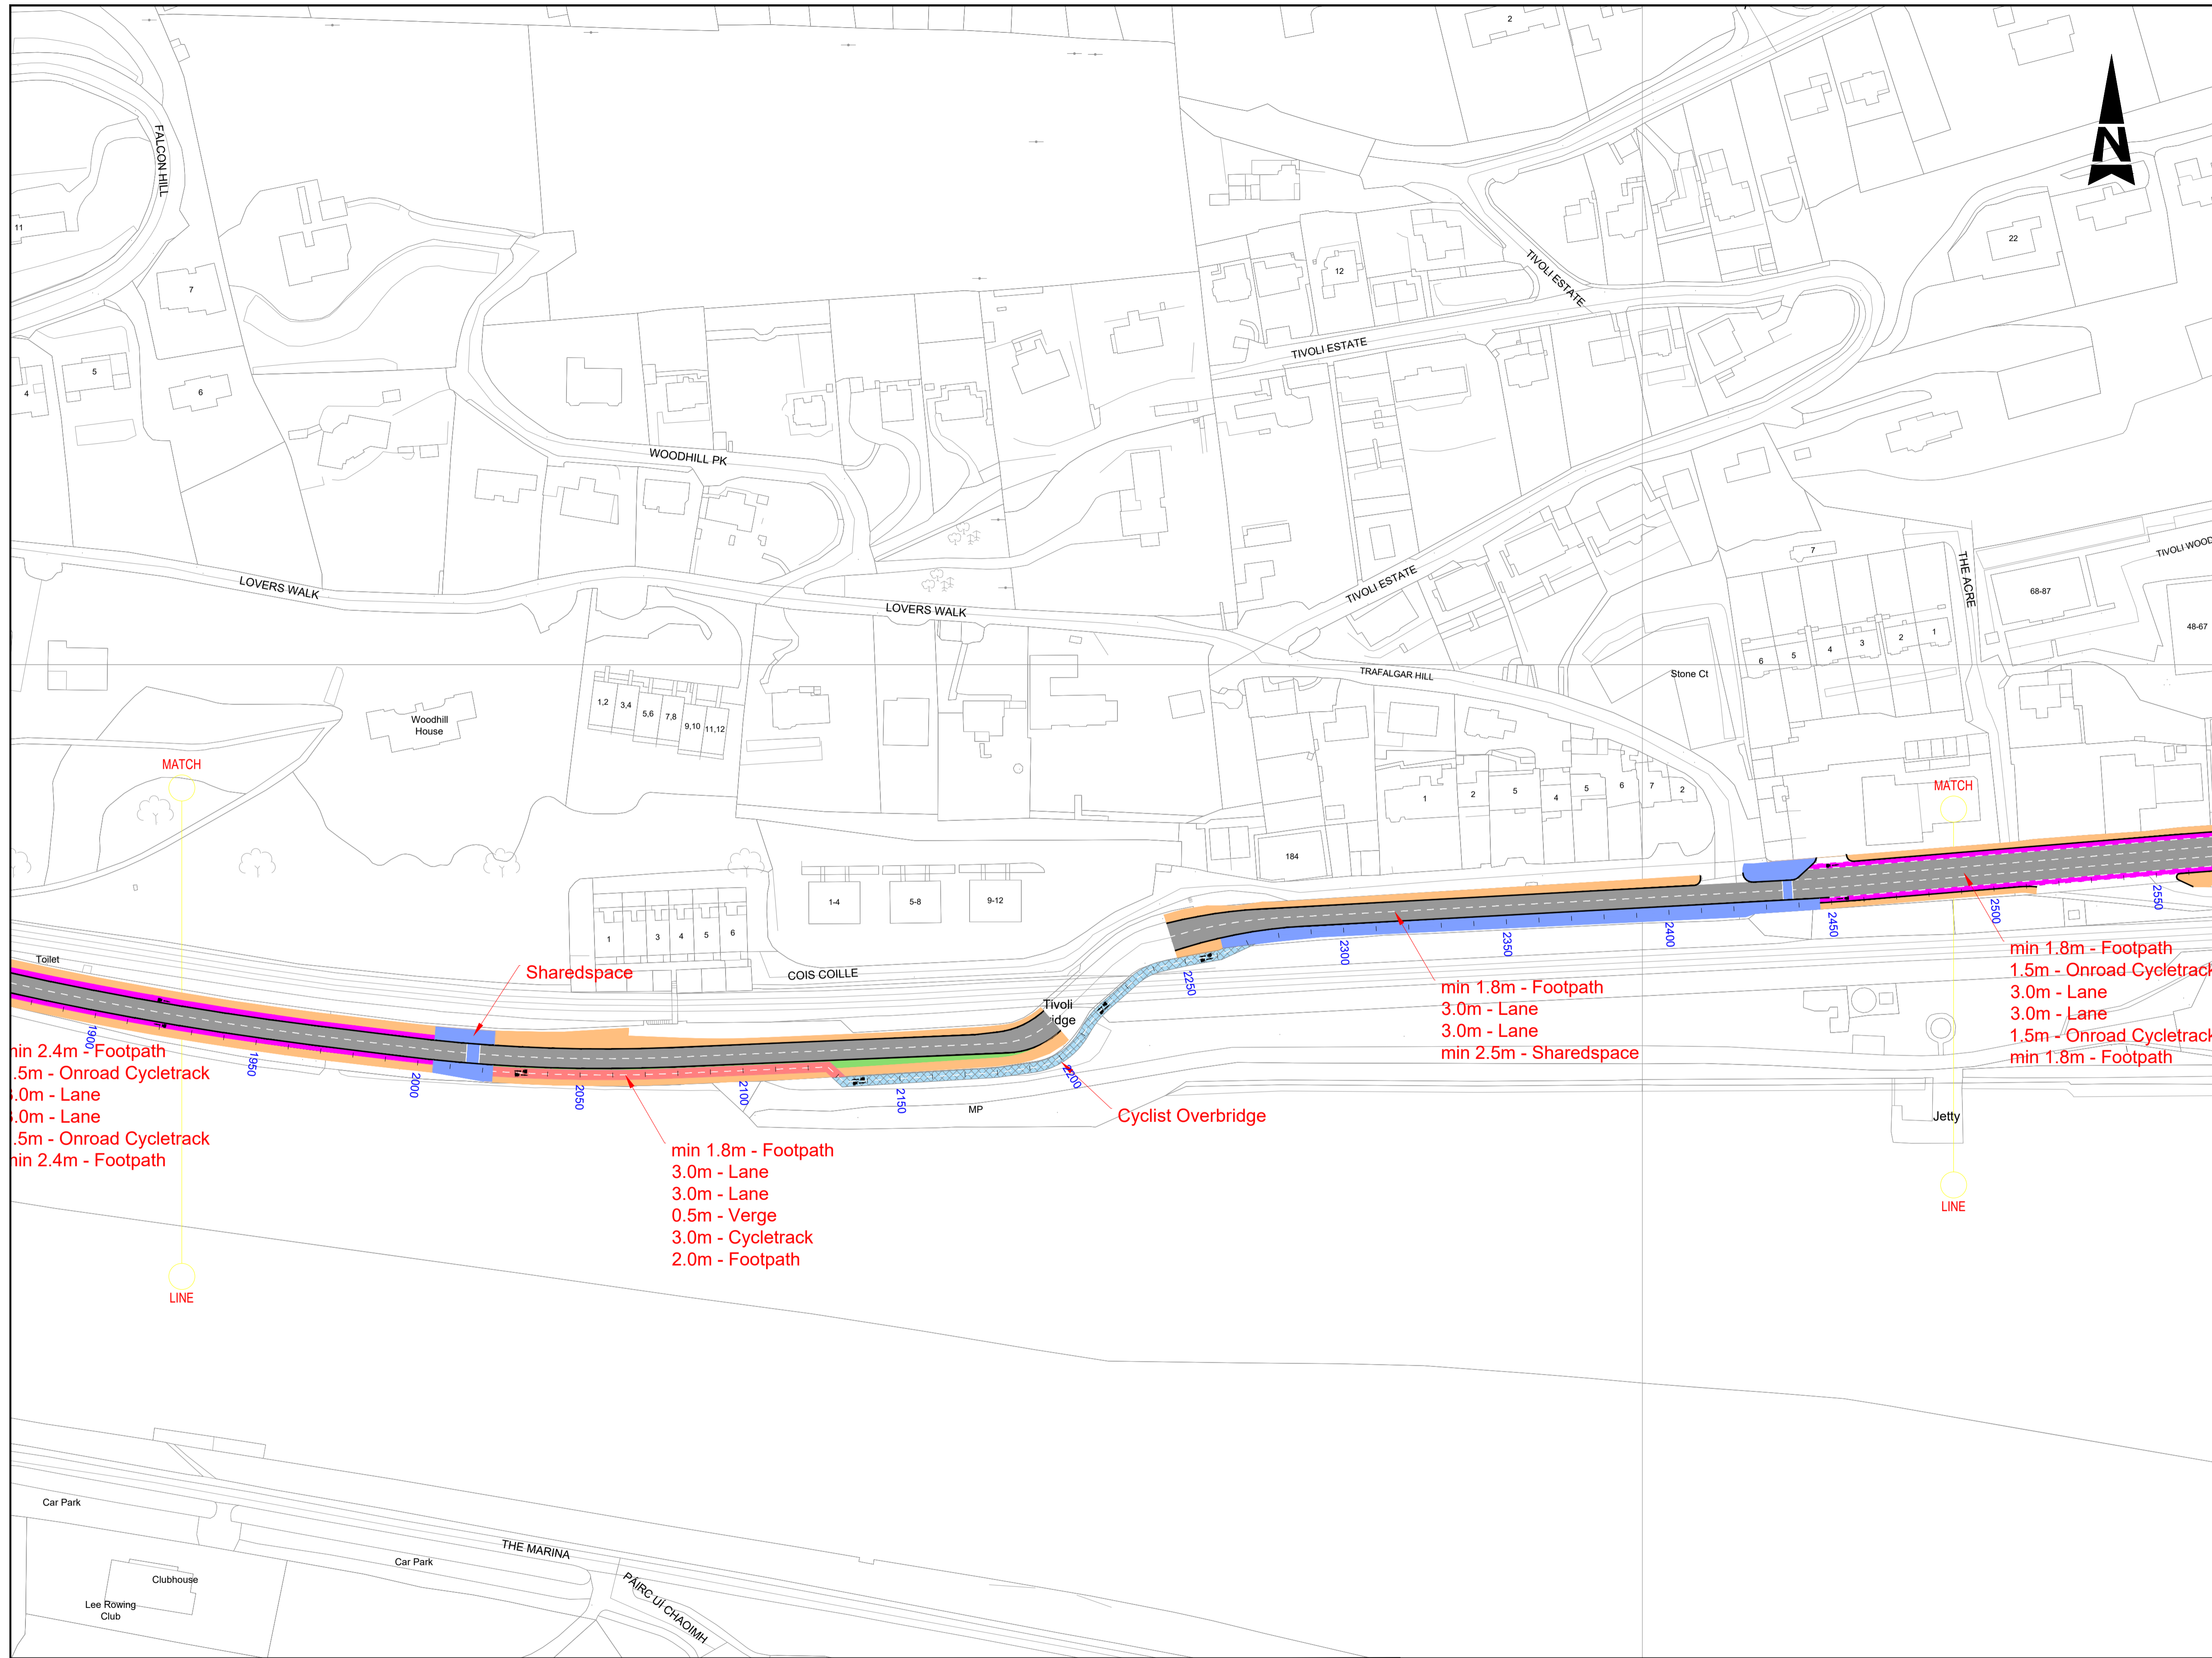 2
N
FALCON HILL
11
7
22
12
TIVOLI ESTATE
TIVOLI ESTATE
5
4
6
WOODHILL PK
LOVERS WALK
LOVERS WALK
TIVOLI ESTATE
7
THE ACRE
TIVOLI WOOD
68-87
48-67
6
5
4
3
2
1
TRAFALGAR HILL
Stone Ct
Woodhill
House
1,2
3,4
5,6
7,8
9,10
11,12
MATCH
MATCH
1
2
5
4
5
6
7
2
184
1-4
5-8
9-12
1
3
4
5
6
COIS COILLE
Toilet
Sharedspace
Tivoli
1900
1950
2000
2050
2100
2150
2200
2250
2300
2350
2400
2450
2500
2550
min 2.4m - Footpath
.5m - Onroad Cycletrack
.0m - Lane
.0m - Lane
.5m - Onroad Cycletrack
min 2.4m - Footpath
min 1.8m - Footpath
3.0m - Lane
3.0m - Lane
min 2.5m - Sharedspace
min 1.8m - Footpath
1.5m - Onroad Cycletrack
3.0m - Lane
3.0m - Lane
1.5m - Onroad Cycletrack
min 1.8m - Footpath
MP
Cyclist Overbridge
Jetty
min 1.8m - Footpath
3.0m - Lane
3.0m - Lane
0.5m - Verge
3.0m - Cycletrack
2.0m - Footpath
LINE
LINE
Car Park
Car Park
THE MARINA
PÁIRC UÍ CHAOIMH
Clubhouse
Lee Rowing
Club